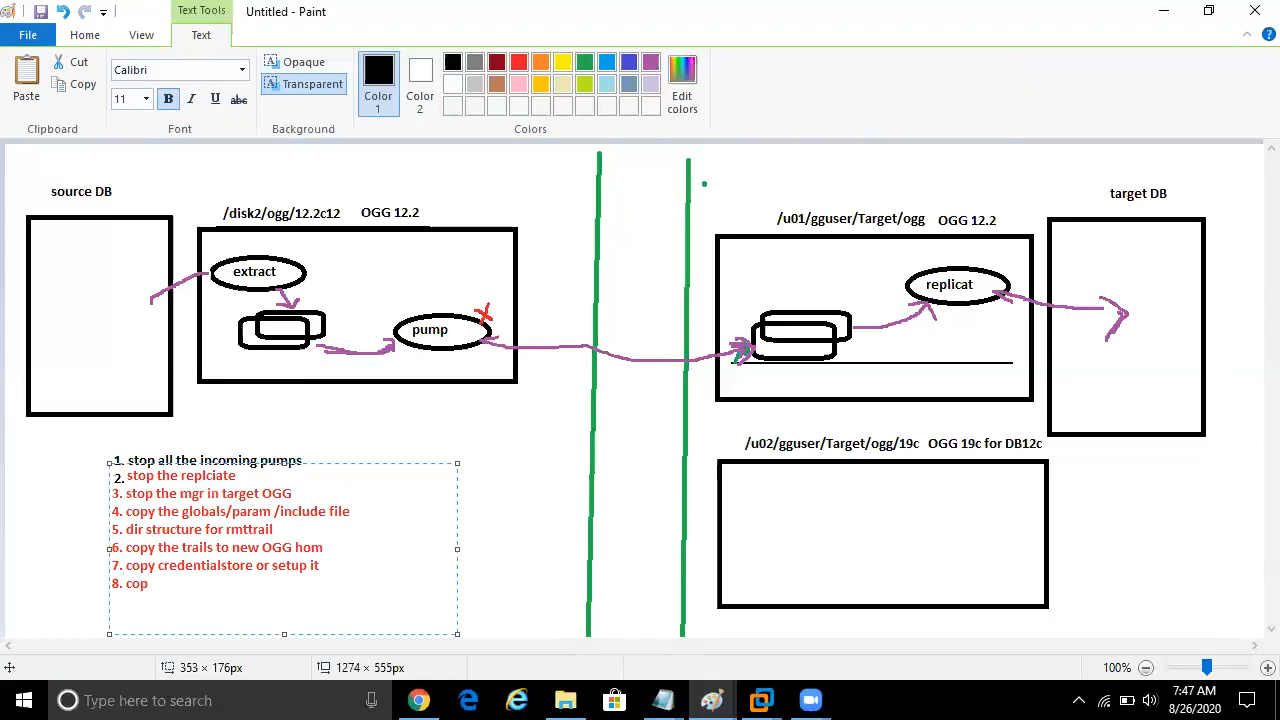 Text Tools
Untitled - Paint
File
Home
View
Text
Paste
Cut
Copy
Clipboard
Calibri
11
B I U abc
Font
Opaque
Transparent
Background
Color 1
Color 2
Edit colors
Colors
source DB
/disk2/ogg/12.2c12 OGG 12.2
extract
pump
/u01/gguser/Target/ogg OGG 12.2
replicat
target DB
/u02/gguser/Target/ogg/19c OGG 19c for DB12c
1. stop all the incoming pumps
2. stop the replciate
3. stop the mgr in target OGG
4. copy the globals/param /include file
5. dir structure for rmttrail
6. copy the trails to new OGG hom
7. copy credentialstore or setup it
8. cop
353 × 176px
1274 × 555px
100%
Type here to search
7:47 AM
8/26/2020